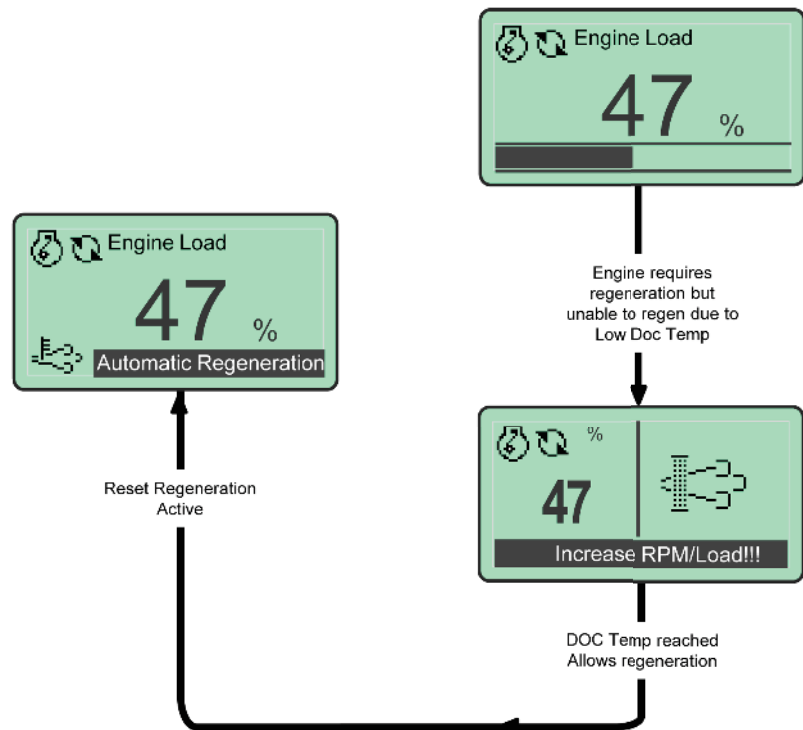 Engine Load
47 %
Engine requires
regeneration but
unable to regen due to
Low Doc Temp
%
47
Increase RPM/Load!!!
DOC Temp reached
Allows regeneration
Reset Regeneration
Active
Engine Load
47 %
Automatic Regeneration